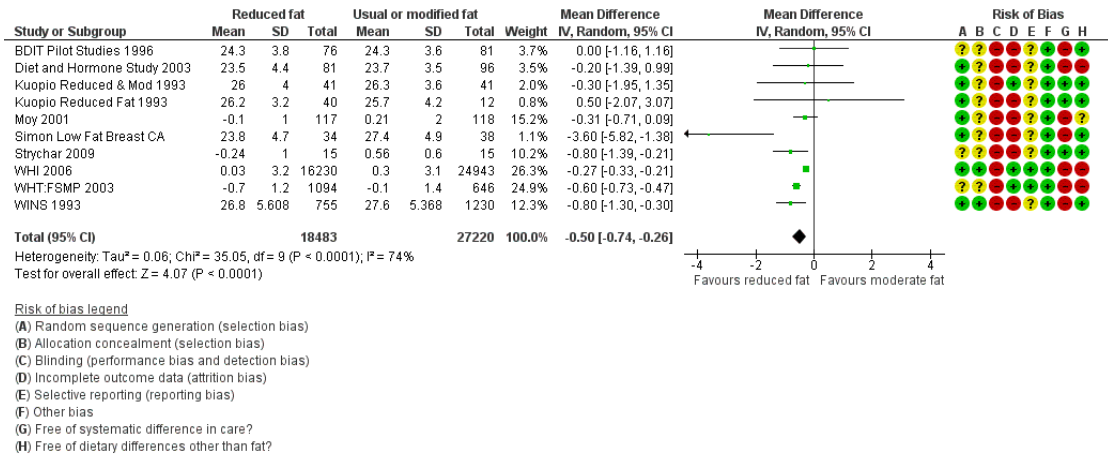 Reduced fat Usual or modified fat Mean Difference Mean Difference Risk of Bias
Study or Subgroup Mean SD Total Mean SD Total Weight IV, Random, 95% CI IV, Random, 95% CI A B C D E F G H
BDIT Pilot Studies 1996 24.3 3.8 76 24.3 3.6 81 3.7% 0.00 [-1.16, 1.16]
Diet and Hormone Study 2003 23.5 4.4 81 23.7 3.5 96 3.5% -0.20 [-1.39, 0.99]
Kuopio Reduced & Mod 1993 26 4 41 26.3 3.6 41 2.0% -0.30 [-1.95, 1.35]
Kuopio Reduced Fat 1993 26.2 3.2 40 25.7 4.2 12 0.8% 0.50 [-2.07, 3.07]
Moy 2001 -0.1 1 117 0.21 2 118 15.2% -0.31 [-0.71, 0.09]
Simon Low Fat Breast CA 23.8 4.7 34 27.4 4.9 38 1.1% -3.60 [-5.82, -1.38]
Strychar 2009 -0.24 1 15 0.56 0.6 15 10.2% -0.80 [-1.39, -0.21]
WHI 2006 0.03 3.2 16230 0.3 3.1 24943 26.3% -0.27 [-0.33, -0.21]
WHT:FSMP 2003 -0.7 1.2 1094 -0.1 1.4 646 24.9% -0.60 [-0.73, -0.47]
WINS 1993 26.8 5.608 755 27.6 5.368 1230 12.3% -0.80 [-1.30, -0.30]
Total (95% CI) 18483 27220 100.0% -0.50 [-0.74, -0.26]
Heterogeneity: Tau² = 0.06; Chi² = 35.05, df = 9 (P < 0.0001); I² = 74%
Test for overall effect: Z = 4.07 (P < 0.0001)
-4 -2 0 2 4
Favours reduced fat Favours moderate fat
Risk of bias legend
(A) Random sequence generation (selection bias)
(B) Allocation concealment (selection bias)
(C) Blinding (performance bias and detection bias)
(D) Incomplete outcome data (attrition bias)
(E) Selective reporting (reporting bias)
(F) Other bias
(G) Free of systematic difference in care?
(H) Free of dietary differences other than fat?